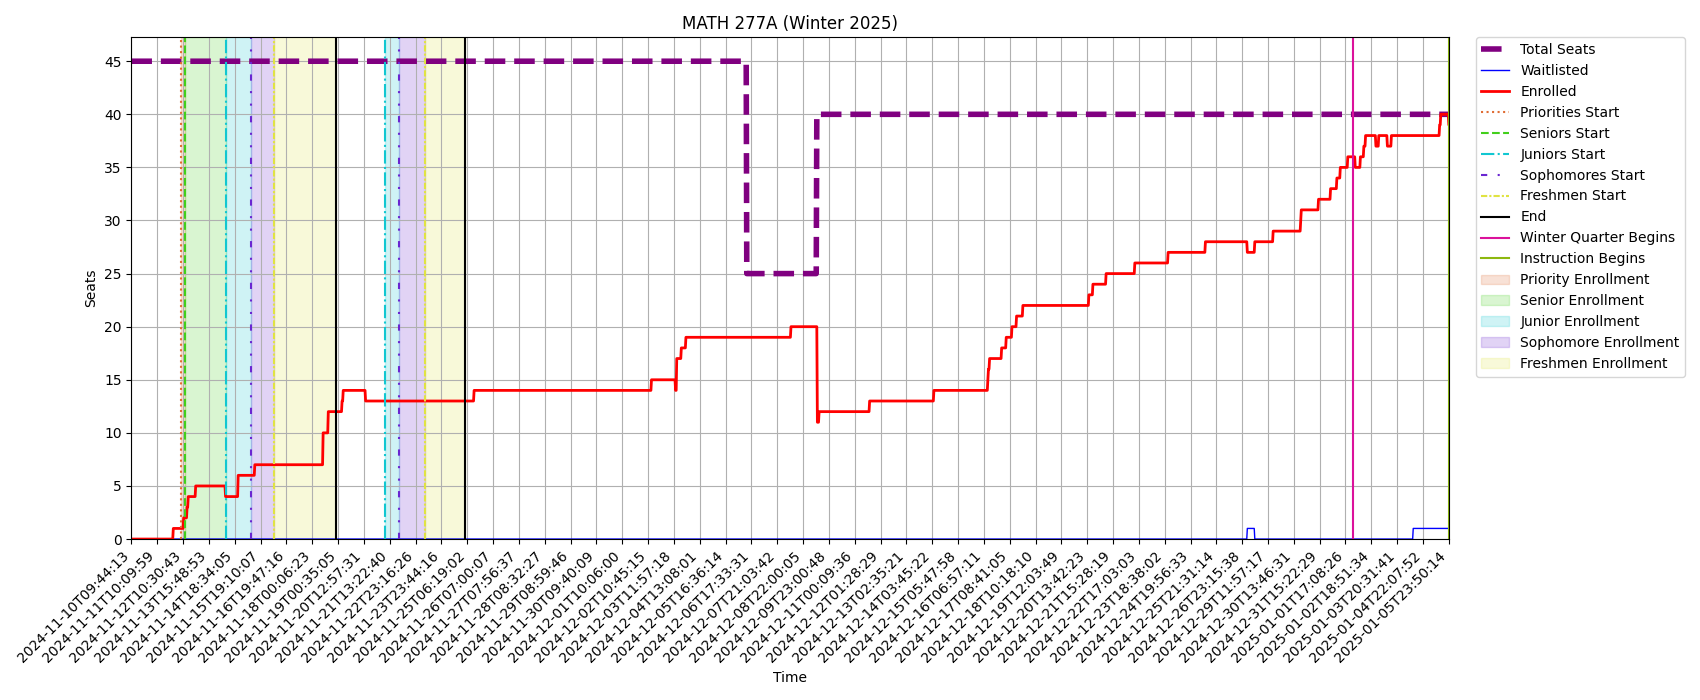 MATH 277A (Winter 2025)
Seats
45
40
35
30
25
20
15
10
5
0
2024-11-10T09:44:13
2024-11-11T10:09:59
2024-11-12T10:30:43
2024-11-13T15:48:53
2024-11-14T18:34:05
2024-11-15T19:10:07
2024-11-16T19:47:16
2024-11-18T00:06:23
2024-11-19T00:35:05
2024-11-20T12:57:31
2024-11-21T23:22:40
2024-11-22T23:16:26
2024-11-23T23:44:16
2024-11-25T06:19:02
2024-11-26T07:00:07
2024-11-27T07:56:37
2024-11-28T08:32:27
2024-11-29T08:59:46
2024-11-30T09:40:09
2024-12-01T10:06:00
2024-12-02T10:45:15
2024-12-03T11:57:18
2024-12-04T13:08:01
2024-12-05T16:36:14
2024-12-06T17:33:31
2024-12-07T21:03:42
2024-12-08T22:00:05
2024-12-09T23:00:48
2024-12-11T00:09:36
2024-12-12T01:28:29
2024-12-13T02:35:21
2024-12-14T03:45:22
2024-12-15T05:47:58
2024-12-16T06:57:11
2024-12-17T08:41:05
2024-12-18T10:18:10
2024-12-19T12:03:49
2024-12-20T13:42:23
2024-12-21T15:28:19
2024-12-22T17:03:03
2024-12-23T18:38:02
2024-12-24T19:56:33
2024-12-25T21:31:14
2024-12-26T23:15:38
2024-12-29T11:57:17
2024-12-30T13:46:31
2024-12-31T15:22:29
2025-01-01T17:08:26
2025-01-02T18:51:34
2025-01-03T20:31:41
2025-01-04T22:07:52
2025-01-05T23:50:14
Time
Total Seats
Waitlisted
Enrolled
Priorities Start
Seniors Start
Juniors Start
Sophomores Start
Freshmen Start
End
Winter Quarter Begins
Instruction Begins
Priority Enrollment
Senior Enrollment
Junior Enrollment
Sophomore Enrollment
Freshmen Enrollment